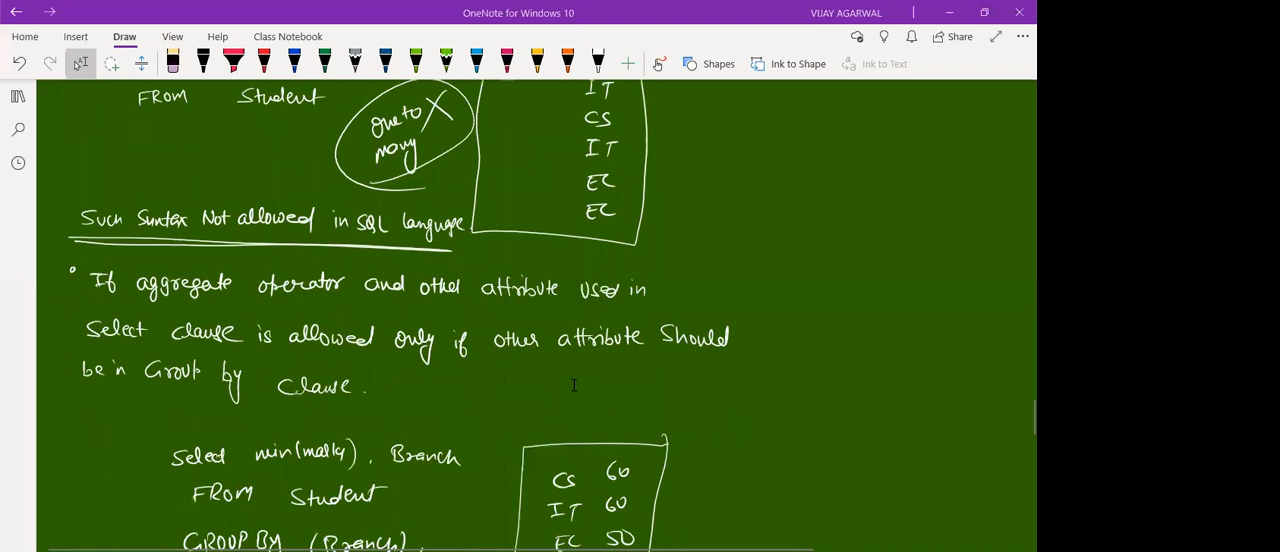 OneNote for Windows 10
VIJAY AGARWAL
Home Insert Draw View Help Class Notebook
Share
Shapes Ink to Shape Ink to Text
FROM Student
one to
many
IT
CS
IT
EC
EC
Such Suntax Not allowed in SQL language.
If aggregate operator and other attribute used in
Select clause is allowed only if other attribute Should
be in Group by Clause.
Select min(marks), Branch
FROM Student
GROUP BY (Branch).
CS 60
IT 60
EC 50